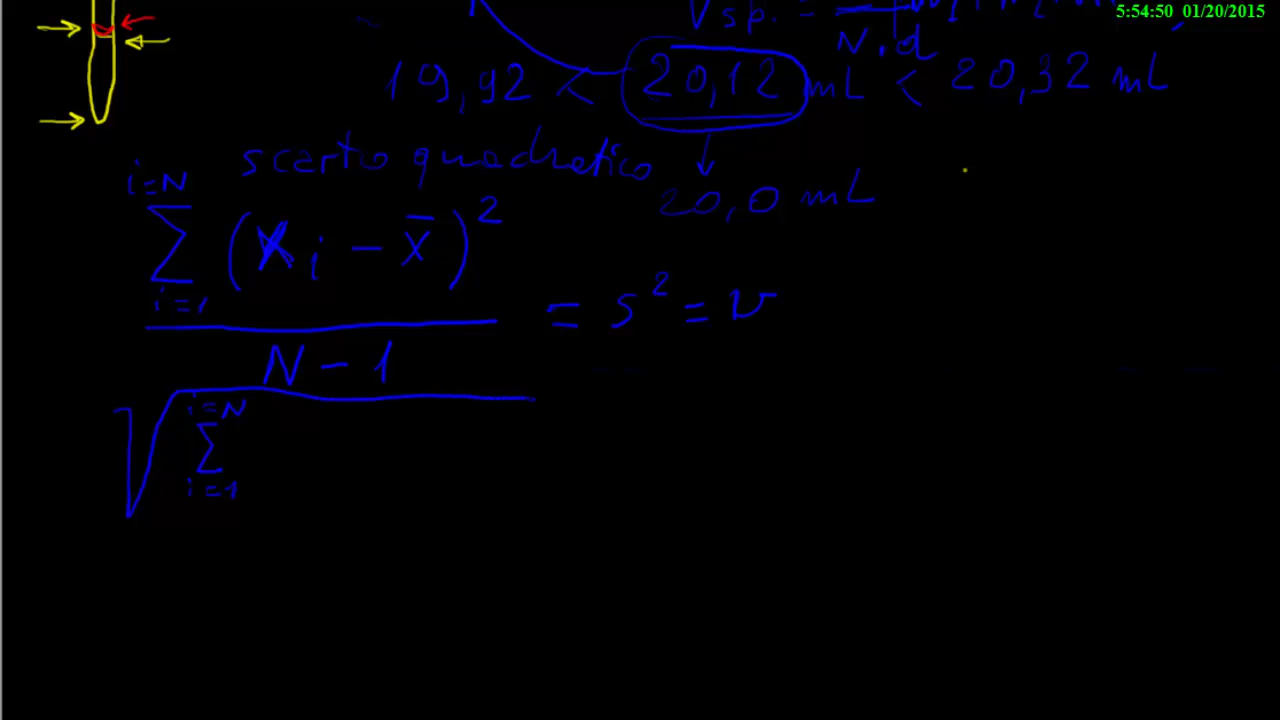 5:54:50 01/20/2015
V sp. =
N.d
19,92 < 20,12 mL < 20,32 mL
scarto quadratico
20,0 mL
i=N
∑ (Xi - x̄)²
i=1
= s² = v
N - 1
√
i=N
∑
i=1